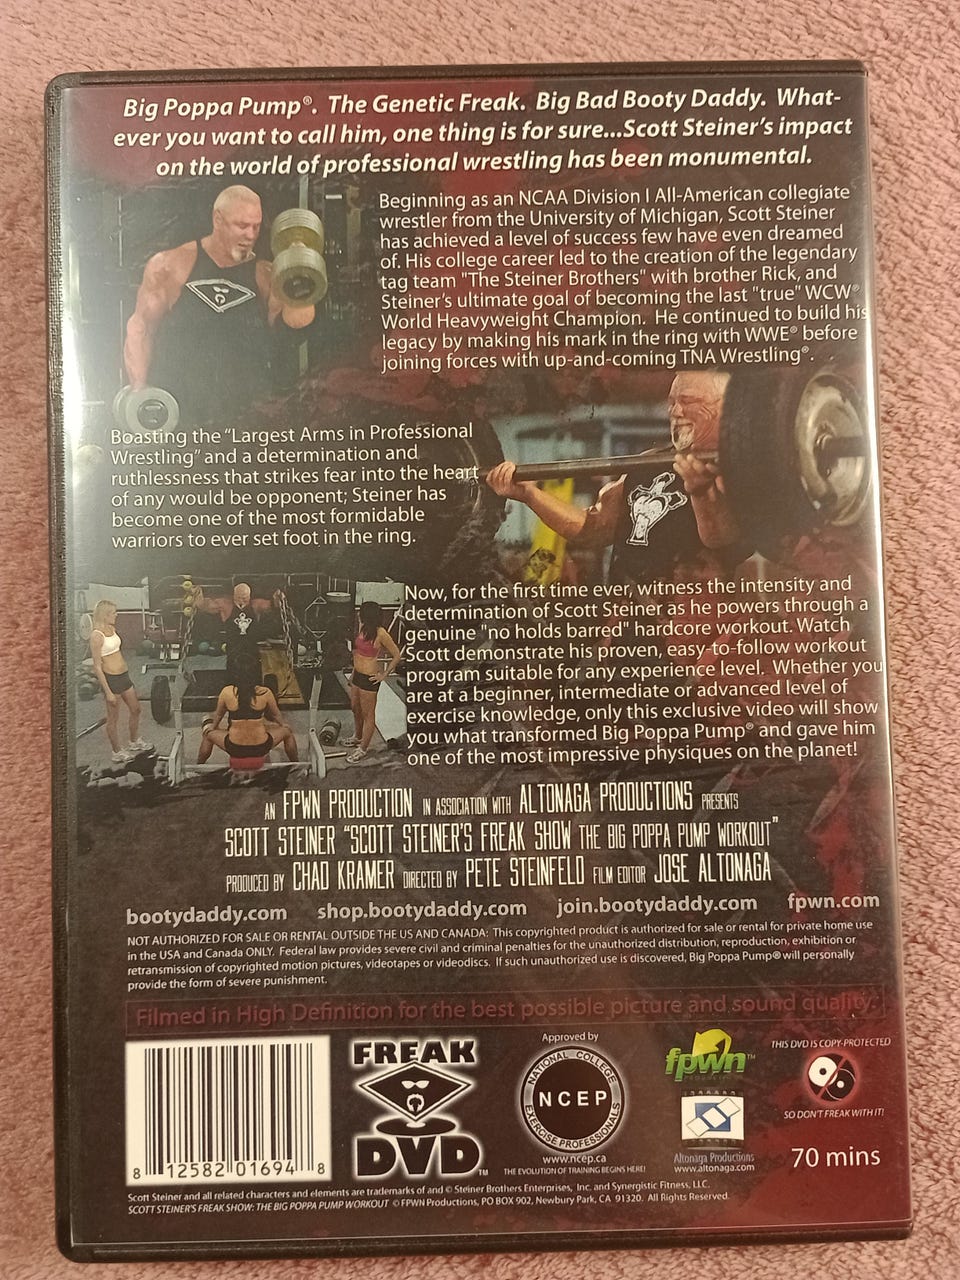 Big Poppa Pump®. The Genetic Freak. Big Bad Booty Daddy. What-
ever you want to call him, one thing is for sure...Scott Steiner's impact
on the world of professional wrestling has been monumental.
Beginning as an NCAA Division I All-American collegiate
wrestler from the University of Michigan, Scott Steiner
has achieved a level of success few have even dreamed
of. His college career led to the creation of the legendary
tag team "The Steiner Brothers" with brother Rick, and
Steiner's ultimate goal of becoming the last "true" WCW®
World Heavyweight Champion. He continued to build his
legacy by making his mark in the ring with WWE® before
joining forces with up-and-coming TNA Wrestling®.
Boasting the "Largest Arms in Professional
Wrestling" and a determination and
ruthlessness that strikes fear into the heart
of any would be opponent; Steiner has
become one of the most formidable
warriors to ever set foot in the ring.
Now, for the first time ever, witness the intensity and
determination of Scott Steiner as he powers through a
genuine "no holds barred" hardcore workout. Watch
Scott demonstrate his proven, easy-to-follow workout
program suitable for any experience level. Whether you
are at a beginner, intermediate or advanced level of
exercise knowledge, only this exclusive video will show
you what transformed Big Poppa Pump® and gave him
one of the most impressive physiques on the planet!
AN FPWN PRODUCTION IN ASSOCIATION WITH ALTONAGA PRODUCTIONS PRESENTS
SCOTT STEINER "SCOTT STEINER'S FREAK SHOW THE BIG POPPA PUMP WORKOUT"
PRODUCED BY CHAD KRAMER DIRECTED BY PETE STEINFELD FILM EDITOR JOSE ALTONAGA
bootydaddy.com shop.bootydaddy.com join.bootydaddy.com fpwn.com
NOT AUTHORIZED FOR SALE OR RENTAL OUTSIDE THE US AND CANADA: This copyrighted product is authorized for sale or rental for private home use
in the USA and Canada ONLY. Federal law provides severe civil and criminal penalties for the unauthorized distribution, reproduction, exhibition or
retransmission of copyrighted motion pictures, videotapes or videodiscs. If such unauthorized use is discovered, Big Poppa Pump® will personally
provide the form of severe punishment.
Filmed in High Definition for the best possible picture and sound quality.
8 12582 01694 8
FREAK
DVD™
Approved by
NATIONAL COLLEGE
NCEP
EXERCISE PROFESSIONALS
www.ncep.ca
THE EVOLUTION OF TRAINING BEGINS HERE!
fpwn™
PRODUCTIONS
Altonaga Productions
www.altonaga.com
THIS DVD IS COPY-PROTECTED
SO DON'T FREAK WITH IT!
70 mins
Scott Steiner and all related characters and elements are trademarks of and © Steiner Brothers Enterprises, Inc. and Synergistic Fitness, LLC.
SCOTT STEINER'S FREAK SHOW: THE BIG POPPA PUMP WORKOUT © FPWN Productions, PO BOX 902, Newbury Park, CA 91320. All Rights Reserved.